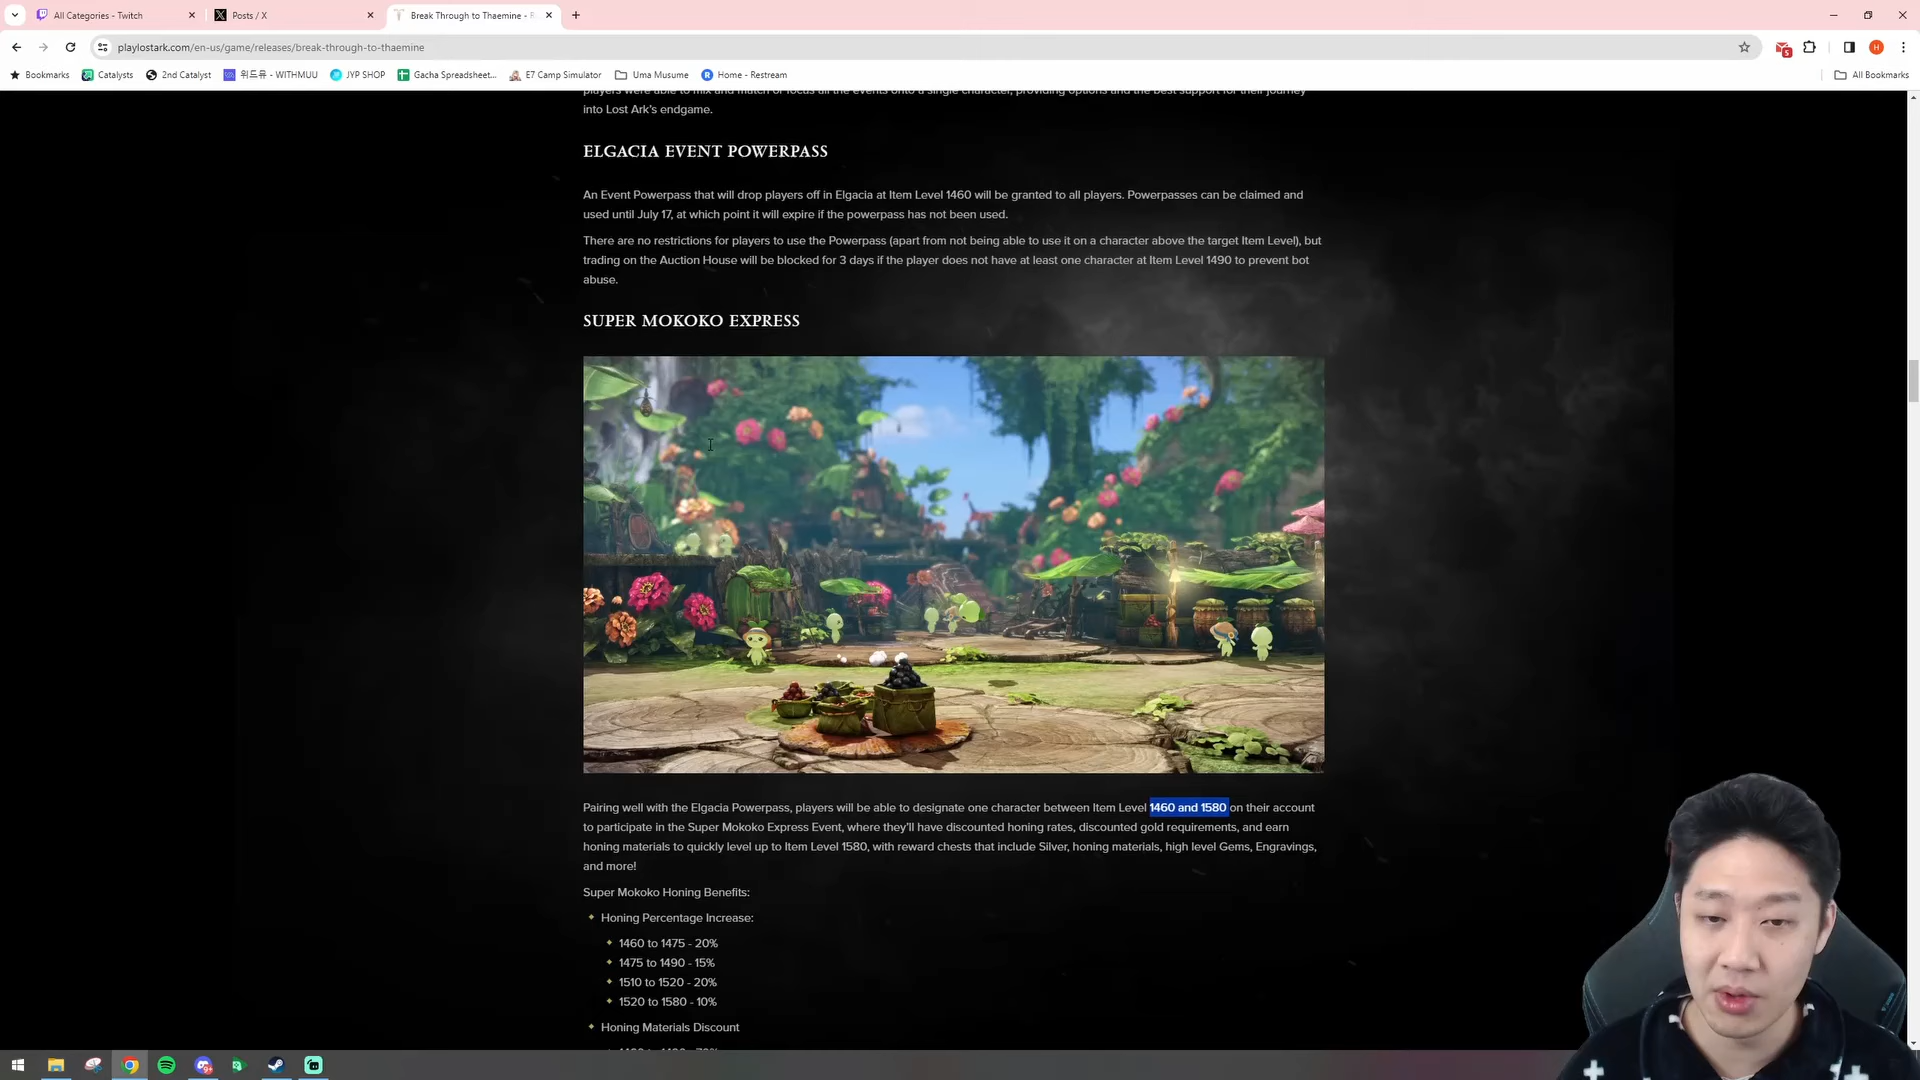 All Categories - Twitch
Posts / X
Break Through to Thaemine -
playlostark.com/en-us/game/releases/break-through-to-thaemine
Bookmarks
Catalysts
2nd Catalyst
위드뮤 - WITHMUU
JYP SHOP
Gacha Spreadsheet...
E7 Camp Simulator
Uma Musume
Home - Restream
All Bookmarks
players were able to mix and match or focus all the events onto a single character, providing options and the best support for their journey
into Lost Ark's endgame.
ELGACIA EVENT POWERPASS
An Event Powerpass that will drop players off in Elgacia at Item Level 1460 will be granted to all players. Powerpasses can be claimed and
used until July 17, at which point it will expire if the powerpass has not been used.
There are no restrictions for players to use the Powerpass (apart from not being able to use it on a character above the target Item Level), but
trading on the Auction House will be blocked for 3 days if the player does not have at least one character at Item Level 1490 to prevent bot
abuse.
SUPER MOKOKO EXPRESS
Pairing well with the Elgacia Powerpass, players will be able to designate one character between Item Level 1460 and 1580 on their account
to participate in the Super Mokoko Express Event, where they'll have discounted honing rates, discounted gold requirements, and earn
honing materials to quickly level up to Item Level 1580, with reward chests that include Silver, honing materials, high level Gems, Engravings,
and more!
Super Mokoko Honing Benefits:
Honing Percentage Increase:
1460 to 1475 - 20%
1475 to 1490 - 15%
1510 to 1520 - 20%
1520 to 1580 - 10%
Honing Materials Discount